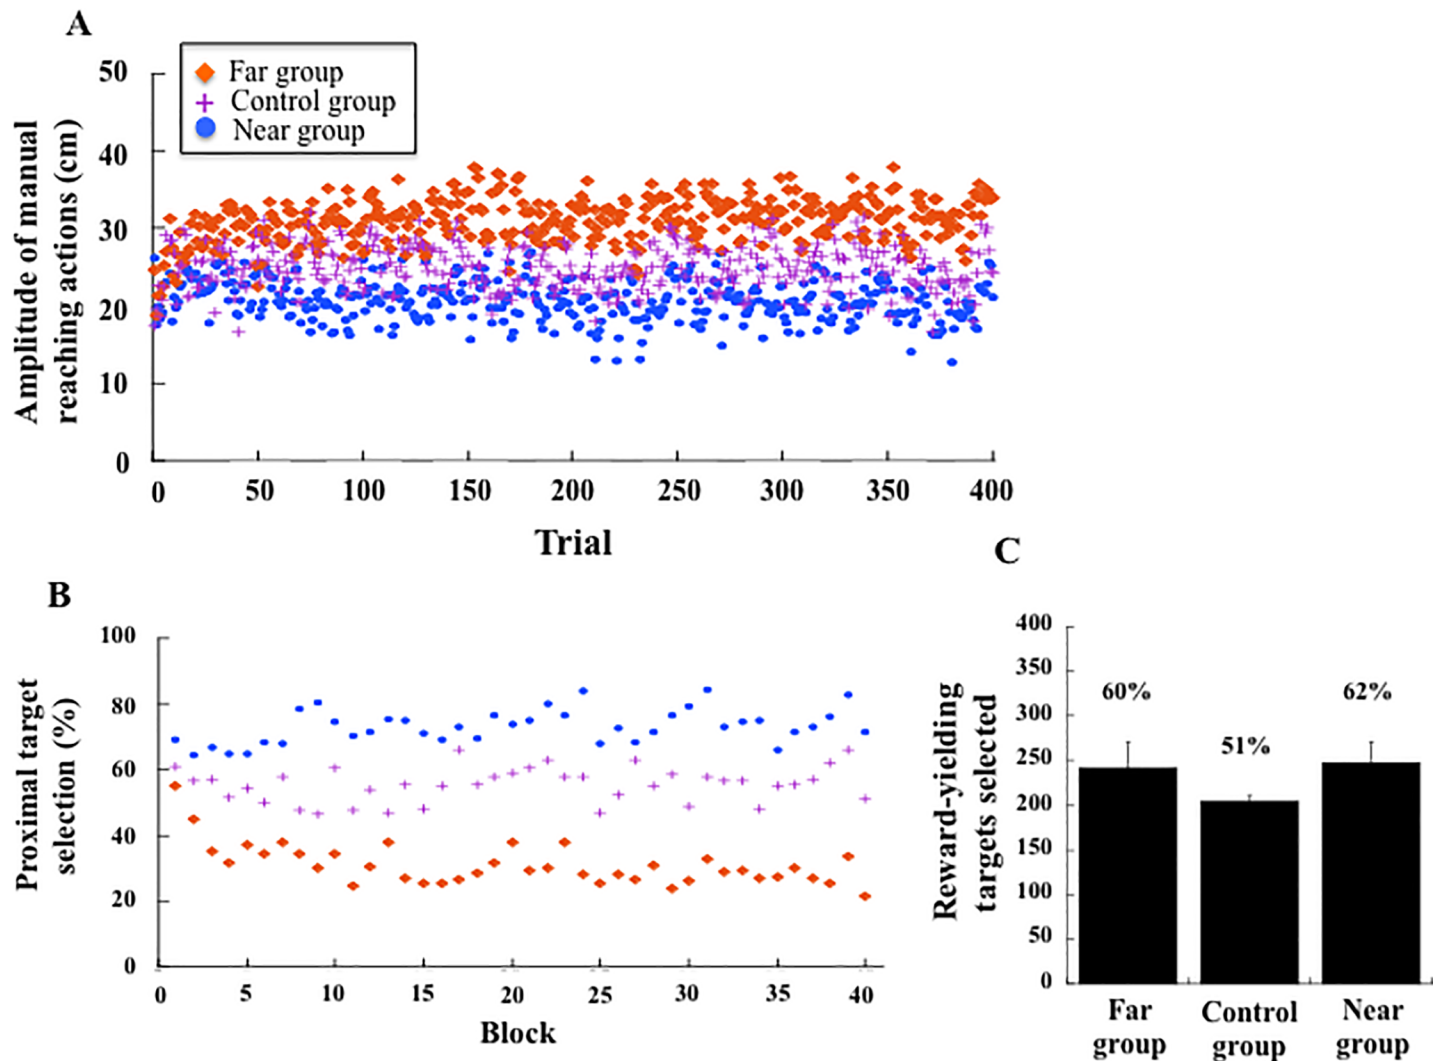 A
Far group
Control group
Near group
Amplitude of manual
reaching actions (cm)
50
40
30
20
10
0
0 50 100 150 200 250 300 350 400
Trial
B
Proximal target
selection (%)
100
80
60
40
20
0
0 5 10 15 20 25 30 35 40
Block
C
Reward-yielding
targets selected
400
350
300
250
200
150
100
50
0
60%
51%
62%
Far
group
Control
group
Near
group